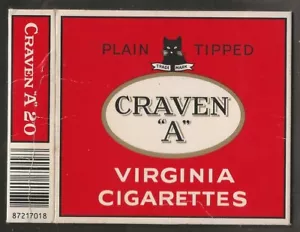 CRAVEN "A" 20
87217018
PLAIN TIPPED
TRADE MARK
CRAVEN
"A"
VIRGINIA
CIGARETTES